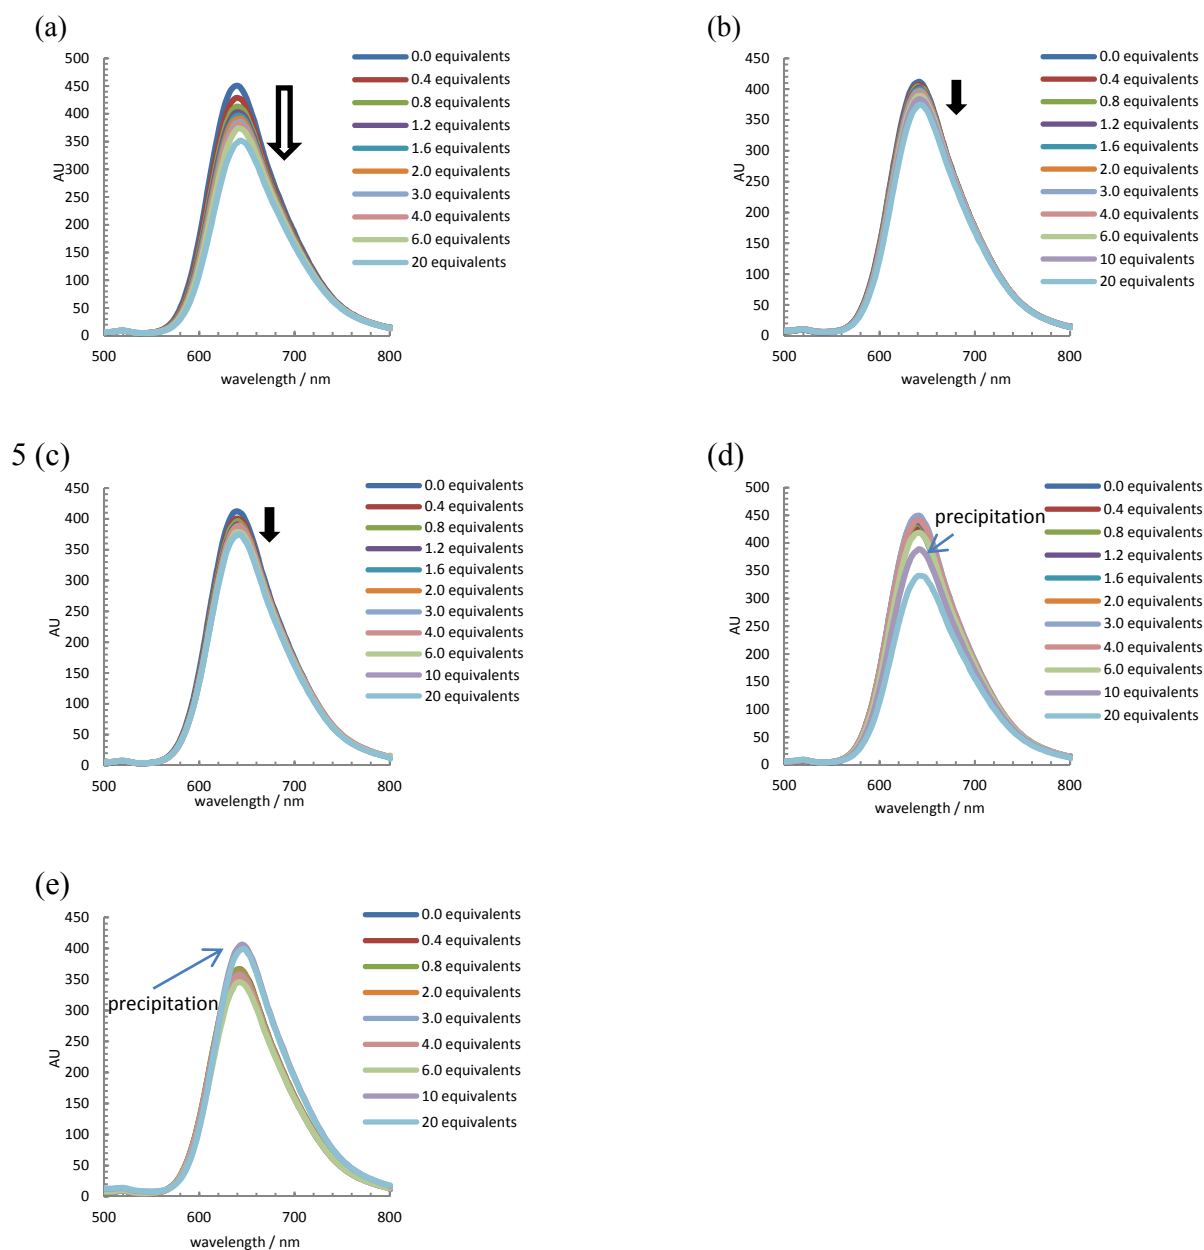 (a)
500
450
400
350
300
250
200
150
100
50
0
AU
500 600 700 800
wavelength / nm
0.0 equivalents
0.4 equivalents
0.8 equivalents
1.2 equivalents
1.6 equivalents
2.0 equivalents
3.0 equivalents
4.0 equivalents
6.0 equivalents
20 equivalents
(b)
450
400
350
300
250
200
150
100
50
0
AU
500 600 700 800
wavelength / nm
0.0 equivalents
0.4 equivalents
0.8 equivalents
1.2 equivalents
1.6 equivalents
2.0 equivalents
3.0 equivalents
4.0 equivalents
6.0 equivalents
10 equivalents
20 equivalents
5 (c)
450
400
350
300
250
200
150
100
50
0
AU
500 600 700 800
wavelength / nm
0.0 equivalents
0.4 equivalents
0.8 equivalents
1.2 equivalents
1.6 equivalents
2.0 equivalents
3.0 equivalents
4.0 equivalents
6.0 equivalents
10 equivalents
20 equivalents
(d)
500
450
400
350
300
250
200
150
100
50
0
AU
precipitation
500 600 700 800
wavelength / nm
0.0 equivalents
0.4 equivalents
0.8 equivalents
1.2 equivalents
1.6 equivalents
2.0 equivalents
3.0 equivalents
4.0 equivalents
6.0 equivalents
10 equivalents
20 equivalents
(e)
450
400
350
300
250
200
150
100
50
0
AU
precipitation
500 600 700 800
wavelength / nm
0.0 equivalents
0.4 equivalents
0.8 equivalents
2.0 equivalents
3.0 equivalents
4.0 equivalents
6.0 equivalents
10 equivalents
20 equivalents